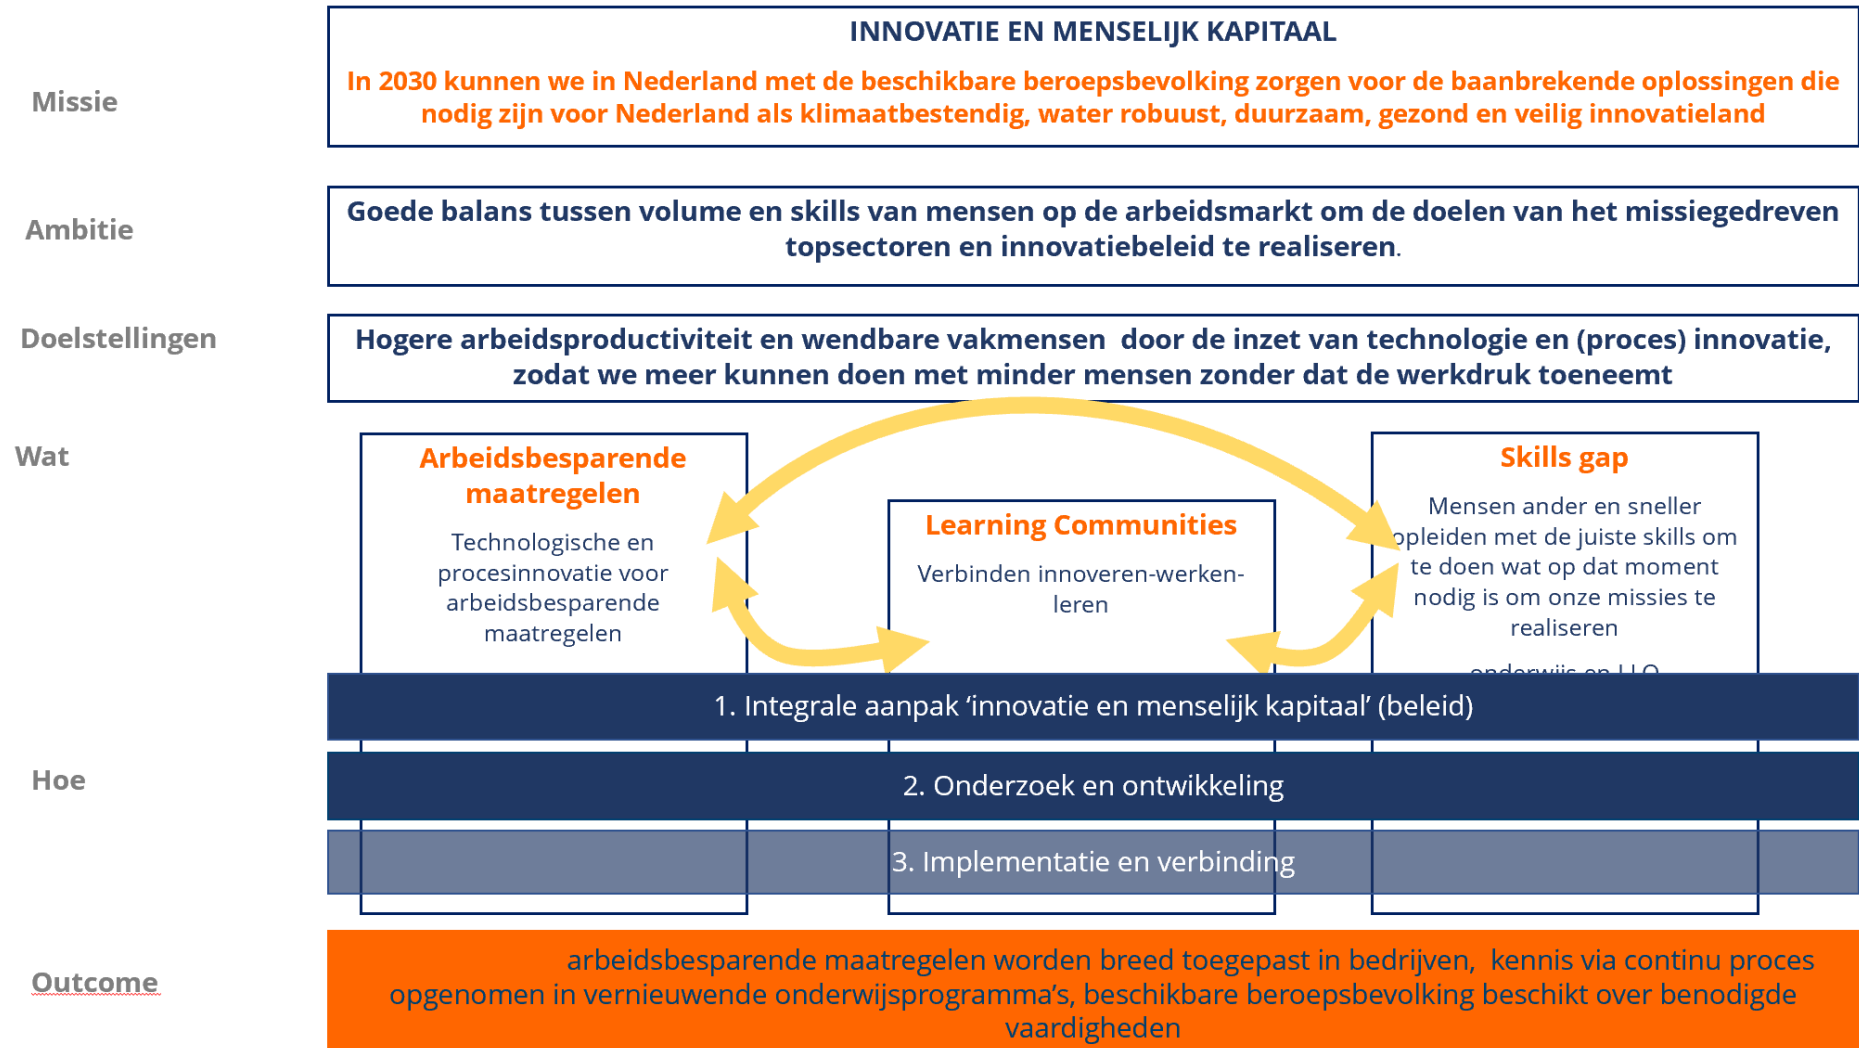 INNOVATIE EN MENSELIJK KAPITAAL
Missie
In 2030 kunnen we in Nederland met de beschikbare beroepsbevolking zorgen voor de baanbrekende oplossingen die
nodig zijn voor Nederland als klimaatbestendig, water robuust, duurzaam, gezond en veilig innovatieland
Ambitie
Goede balans tussen volume en skills van mensen op de arbeidsmarkt om de doelen van het missiegedreven
topsectoren en innovatiebeleid te realiseren.
Doelstellingen
Hogere arbeidsproductiviteit en wendbare vakmensen door de inzet van technologie en (proces) innovatie,
zodat we meer kunnen doen met minder mensen zonder dat de werkdruk toeneemt
Wat
Arbeidsbesparende
maatregelen
Technologische en
procesinnovatie voor
arbeidsbesparende
maatregelen
Learning Communities
Verbinden innoveren-werken-
leren
Skills gap
Mensen ander en sneller
opleiden met de juiste skills om
te doen wat op dat moment
nodig is om onze missies te
realiseren
onderwijs en LLO
Hoe
1. Integrale aanpak ‘innovatie en menselijk kapitaal’ (beleid)
2. Onderzoek en ontwikkeling
3. Implementatie en verbinding
Outcome
arbeidsbesparende maatregelen worden breed toegepast in bedrijven, kennis via continu proces
opgenomen in vernieuwende onderwijsprogramma’s, beschikbare beroepsbevolking beschikt over benodigde
vaardigheden